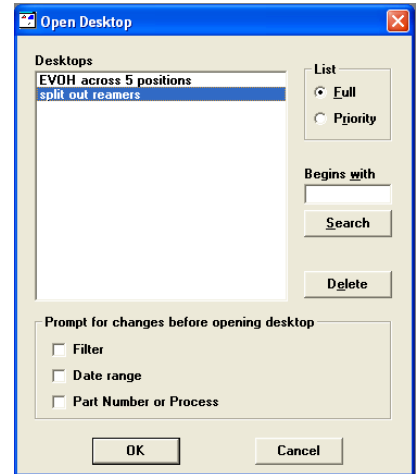 Open Desktop
Desktops
EVOH across 5 positions
split out reamers
List
Full
Priority
Begins with
Search
Delete
Prompt for changes before opening desktop
Filter
Date range
Part Number or Process
OK
Cancel